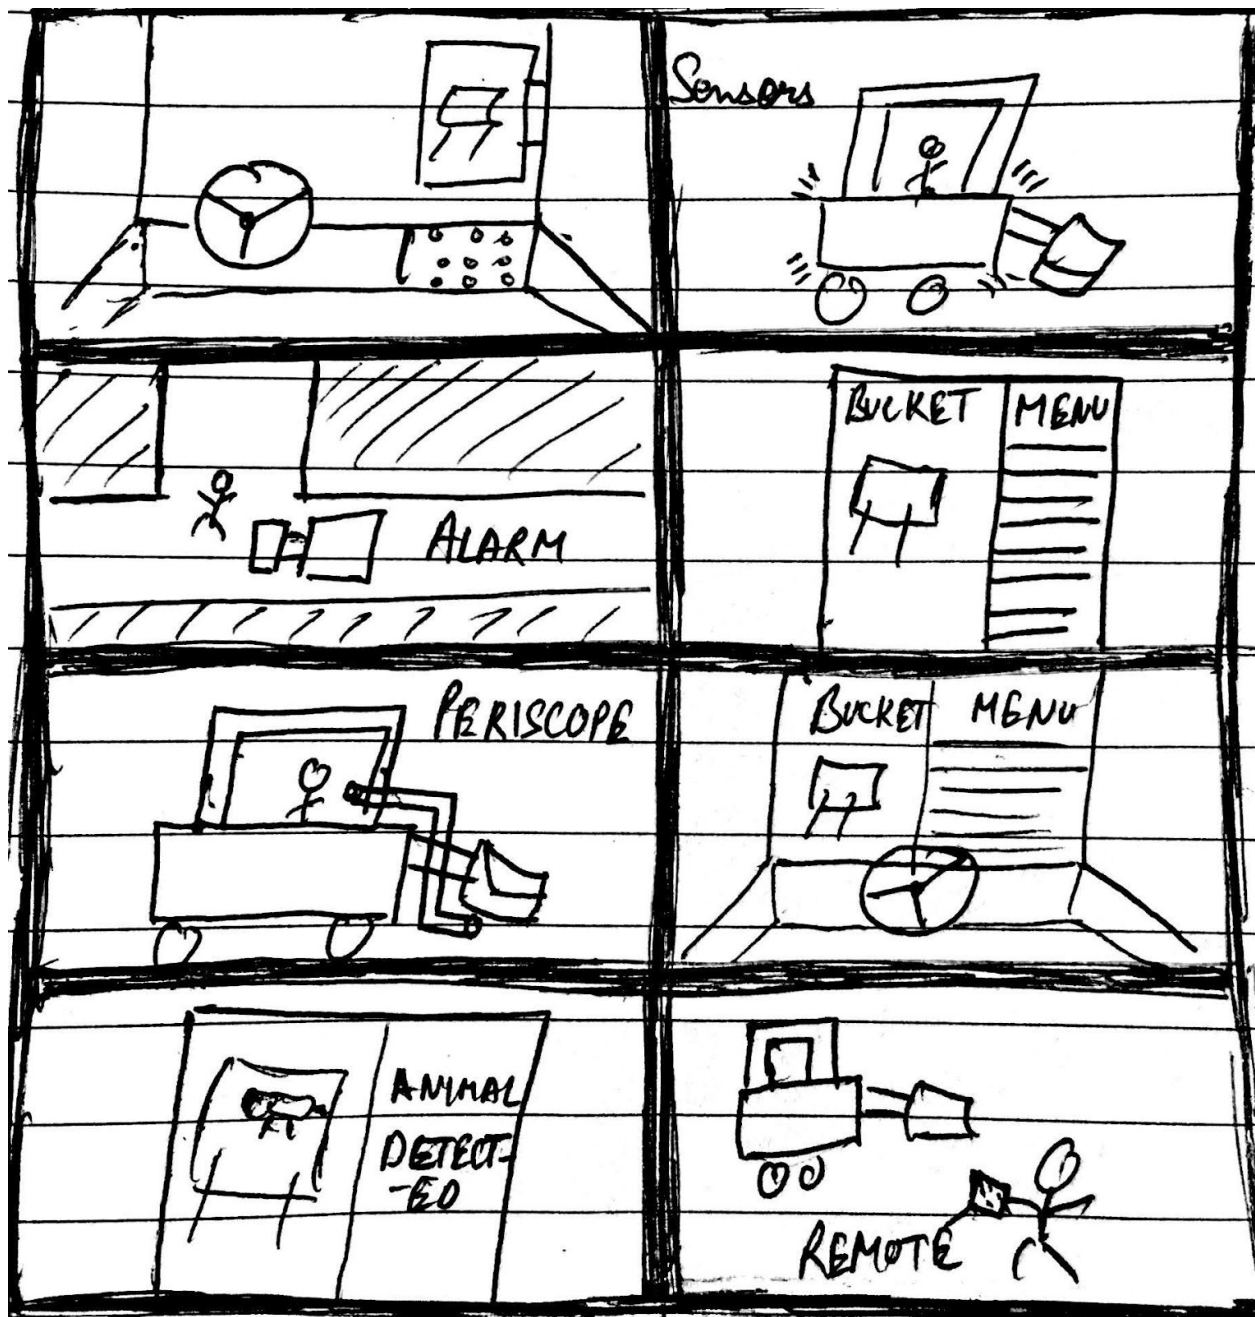 Sensors
ALARM
BUCKET MENU
PERISCOPE
BUCKET MENU
ANIMAL
DETECT-
-ED
REMOTE